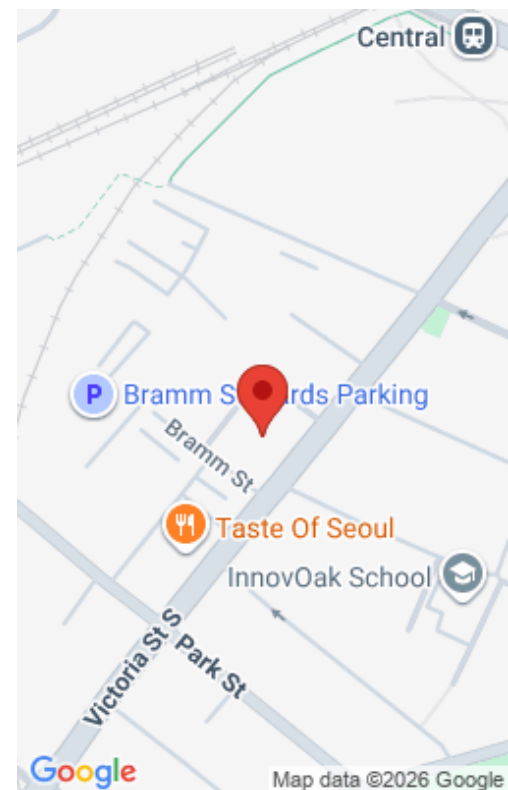 Central
P
Bramm S ards Parking
Bramm St
Taste Of Seoul
InnovOak School
Victoria St S
Park St
Google
Map data ©2026 Google